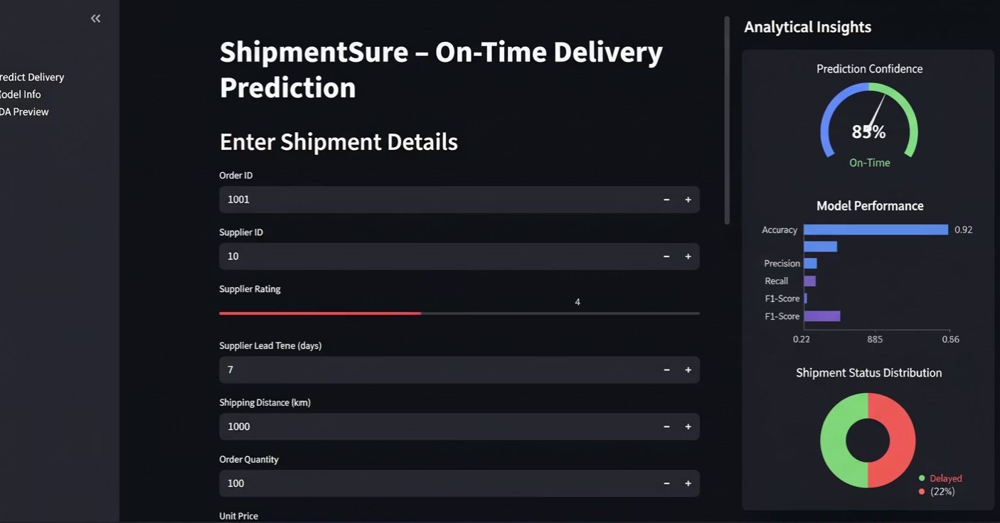 redict Delivery
odel Info
DA Preview
ShipmentSure – On-Time Delivery
Prediction
Enter Shipment Details
Order ID
1001
Supplier ID
10
Supplier Rating
4
Supplier Lead Tene (days)
7
Shipping Distance (km)
1000
Order Quantity
100
Unit Price
Analytical Insights
Prediction Confidence
85%
On-Time
Model Performance
Accuracy 0.92
Precision
Recall
F1-Score
F1-Score
0.22 885 0.66
Shipment Status Distribution
Delayed
(22%)